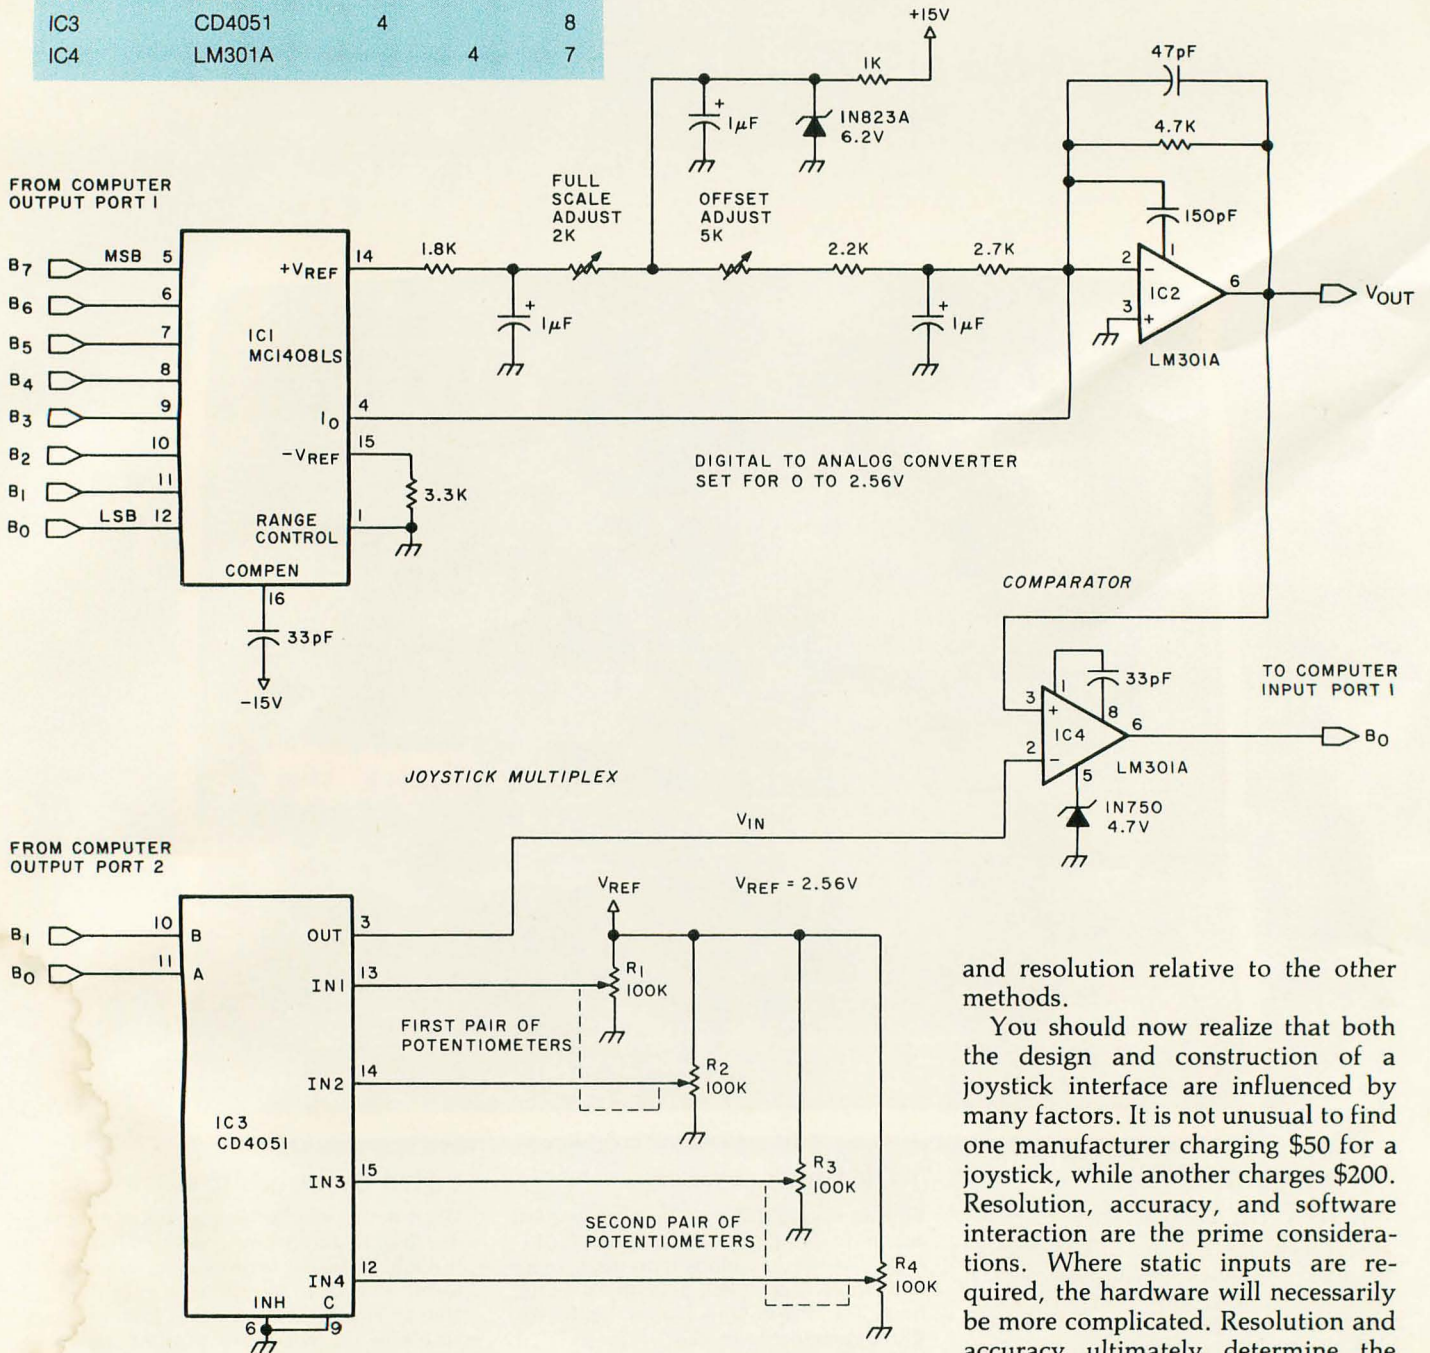 IC3 CD4051 4 8
IC4 LM301A 4 7
+15V
47pF
1K
1μF
IN823A
6.2V
4.7K
FROM COMPUTER
OUTPUT PORT 1
FULL
SCALE
ADJUST
2K
OFFSET
ADJUST
5K
150pF
B7 MSB 5
+VREF 14
1.8K
2.2K
2.7K
2 − 1
IC2
6 VOUT
3 +
LM301A
B6 6
1μF
1μF
B5 7
IC1
MC1408LS
B4 8
B3 9
IO 4
B2 10
−VREF 15
DIGITAL TO ANALOG CONVERTER
SET FOR 0 TO 2.56V
B1 11
3.3K
B0 LSB 12
RANGE
CONTROL
1
COMPEN
16
33pF
−15V
COMPARATOR
TO COMPUTER
INPUT PORT 1
1 33pF
3 + 8
IC4
6 B0
2 − 5
LM301A
IN750
4.7V
JOYSTICK MULTIPLEX
VIN
FROM COMPUTER
OUTPUT PORT 2
VREF
VREF = 2.56V
B1 10 B
OUT 3
B0 11 A
IN1 13
R1
100K
FIRST PAIR OF
POTENTIOMETERS
IN2 14
R2
100K
IC3
CD4051
IN3 15
R3
100K
SECOND PAIR OF
POTENTIOMETERS
IN4 12
R4
100K
INH C
6 9
and resolution relative to the other
methods.
You should now realize that both
the design and construction of a
joystick interface are influenced by
many factors. It is not unusual to find
one manufacturer charging $50 for a
joystick, while another charges $200.
Resolution, accuracy, and software
interaction are the prime considera-
tions. Where static inputs are re-
quired, the hardware will necessarily
be more complicated. Resolution and
accuracy ultimately determine the